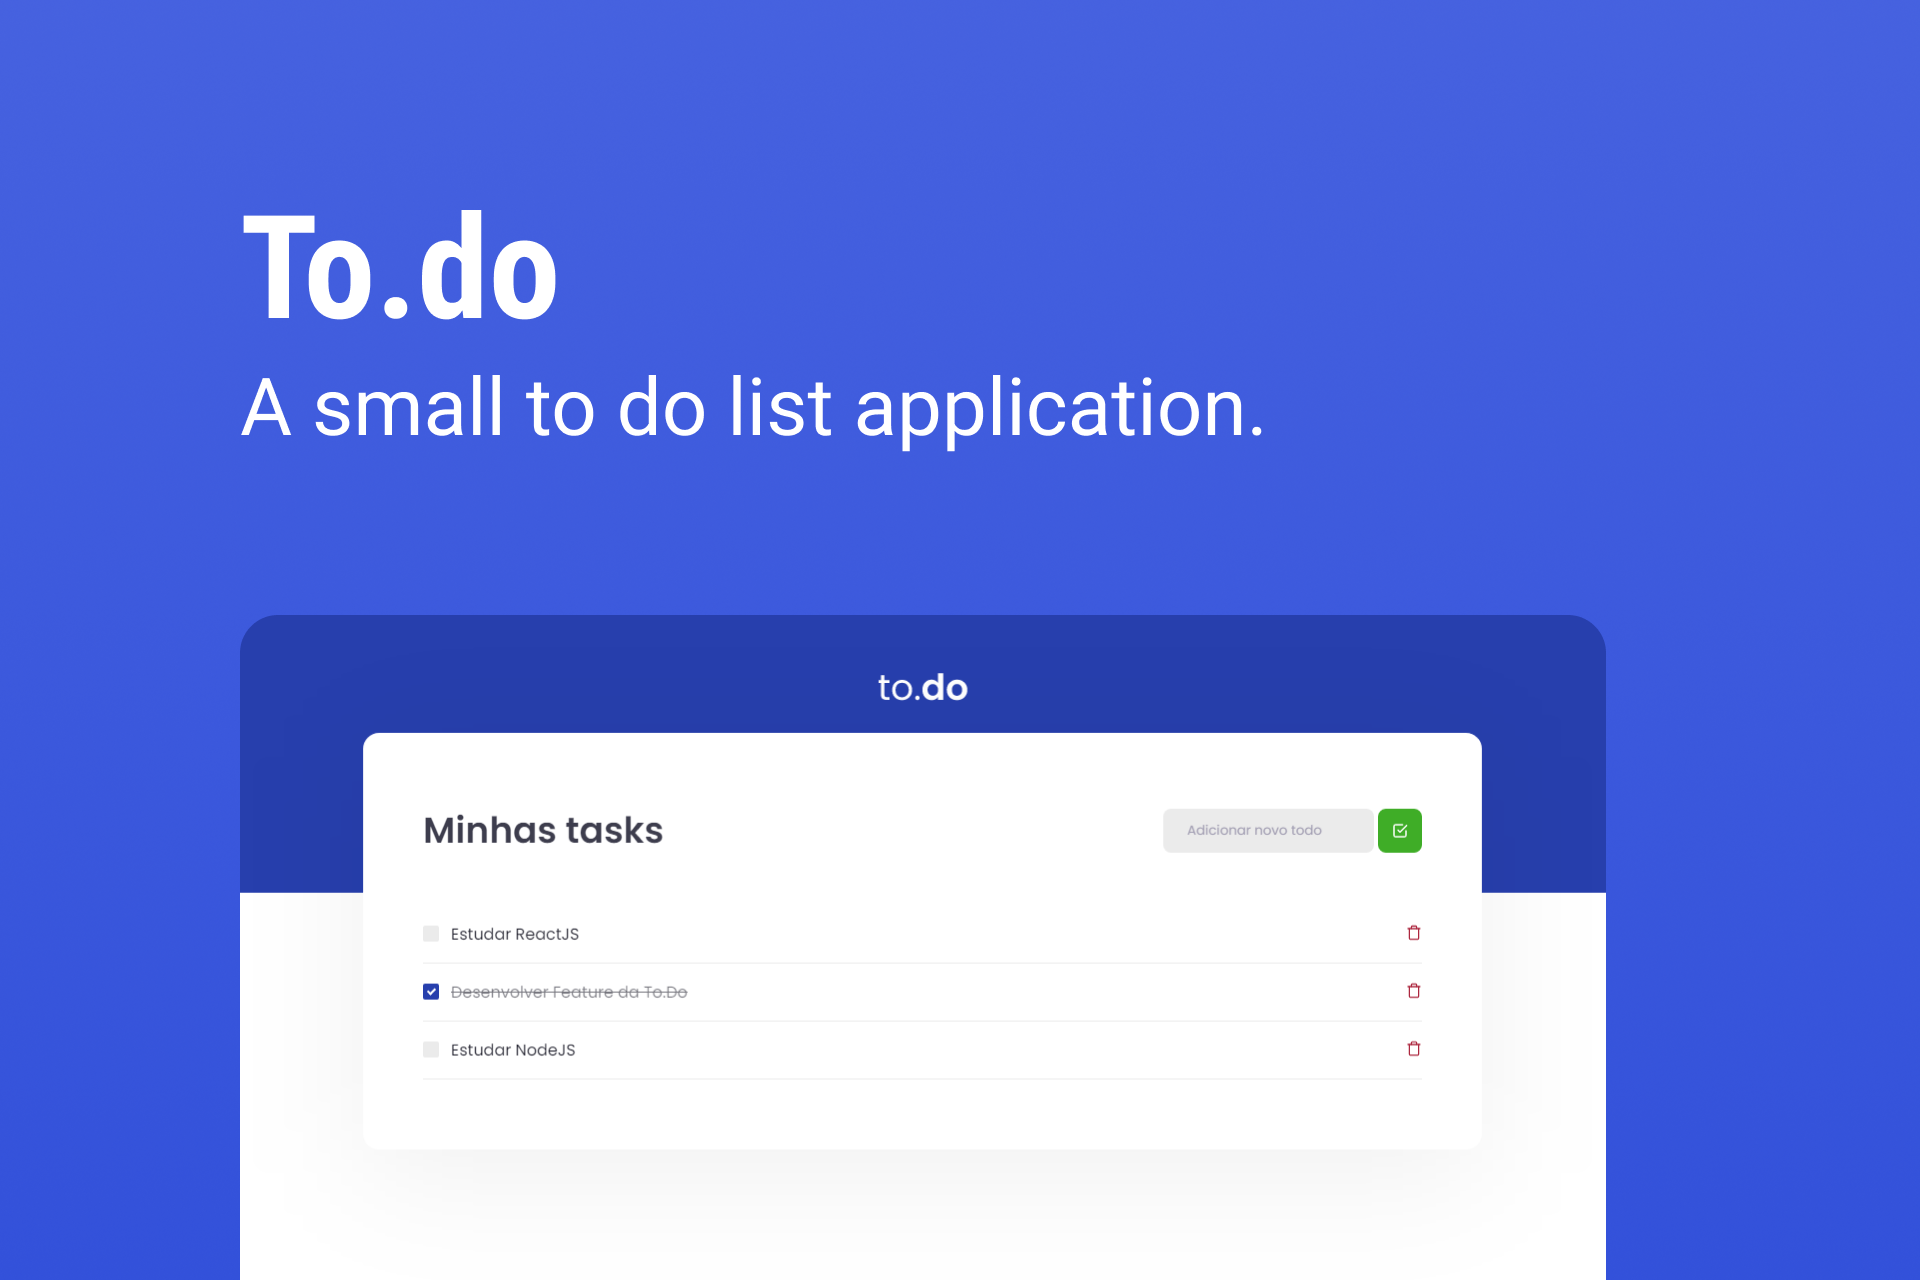 To.do
A small to do list application.
to.do
Minhas tasks
Adicionar novo todo
Estudar ReactJS
Desenvolver Feature da To.Do
Estudar NodeJS